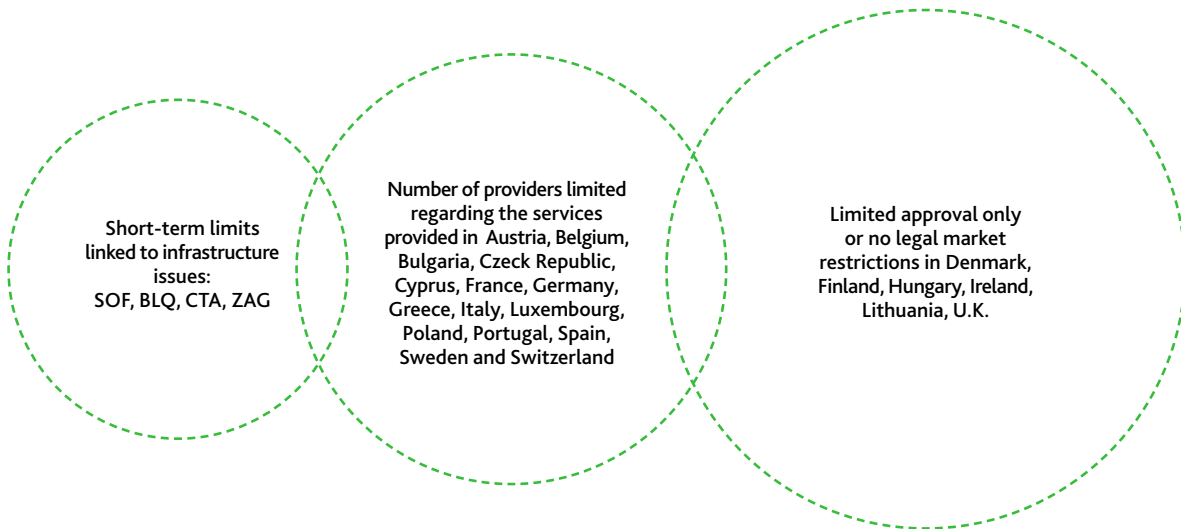 Short-term limits
linked to infrastructure
issues:
SOF, BLQ, CTA, ZAG
Number of providers limited
regarding the services
provided in Austria, Belgium,
Bulgaria, Czeck Republic,
Cyprus, France, Germany,
Greece, Italy, Luxembourg,
Poland, Portugal, Spain,
Sweden and Switzerland
Limited approval only
or no legal market
restrictions in Denmark,
Finland, Hungary, Ireland,
Lithuania, U.K.